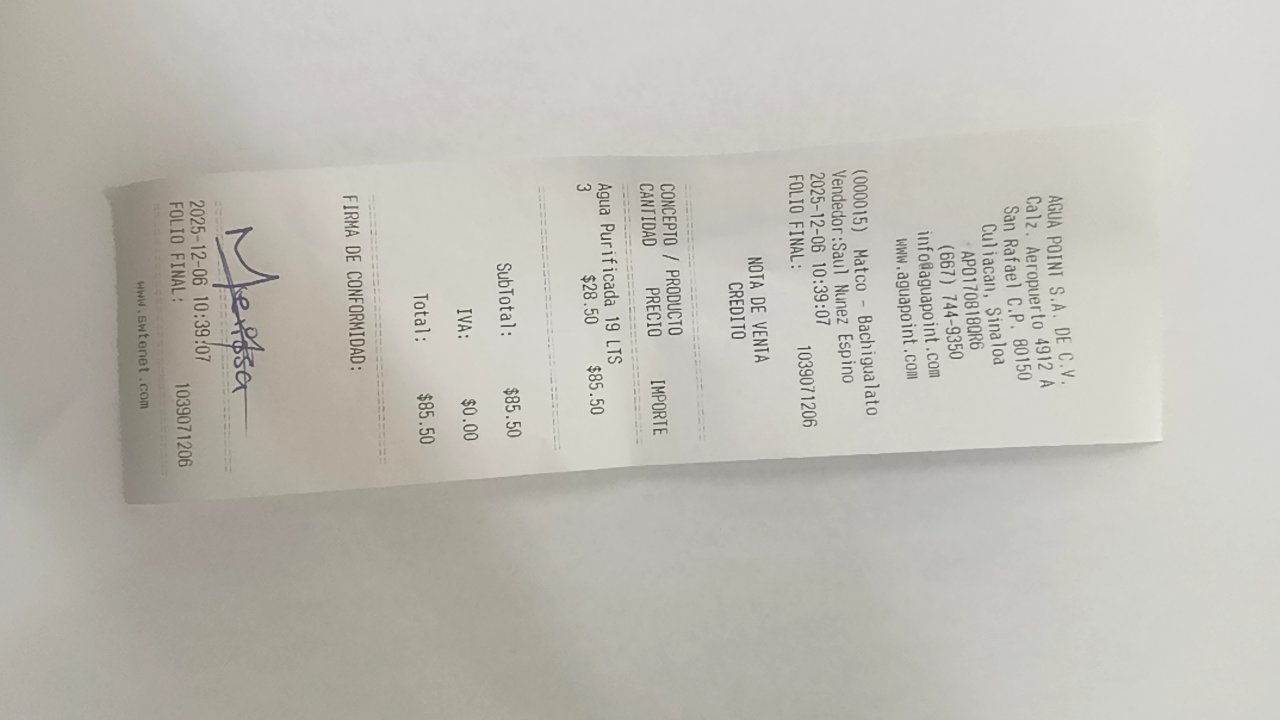 AGUA POINT S.A. DE C.V.
Calz. Aeropuerto 4912 A
San Rafael C.P. 80150
Culiacan, Sinaloa
AP0170818QR6
(667) 744-9350
info@aguapoint.com
www.aguapoint.com
(000015) Matco - Bachigualato
Vendedor:Saul Nunez Espino
2025-12-06 10:39:07
FOLIO FINAL: 1039071206
NOTA DE VENTA
CREDITO
CONCEPTO / PRODUCTO
CANTIDAD PRECIO IMPORTE
Agua Purificada 19 LTS
3 $28.50 $85.50
SubTotal: $85.50
IVA: $0.00
Total: $85.50
FIRMA DE CONFORMIDAD:
Mendoza
2025-12-06 10:39:07
FOLIO FINAL: 1039071206
www.swtenet.com